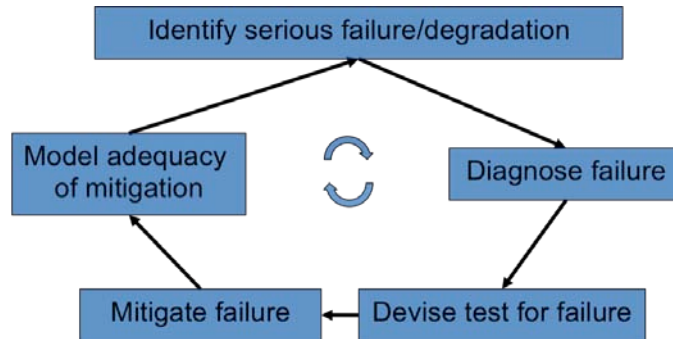 Identify serious failure/degradation
Model adequacy
of mitigation
Diagnose failure
Mitigate failure
Devise test for failure